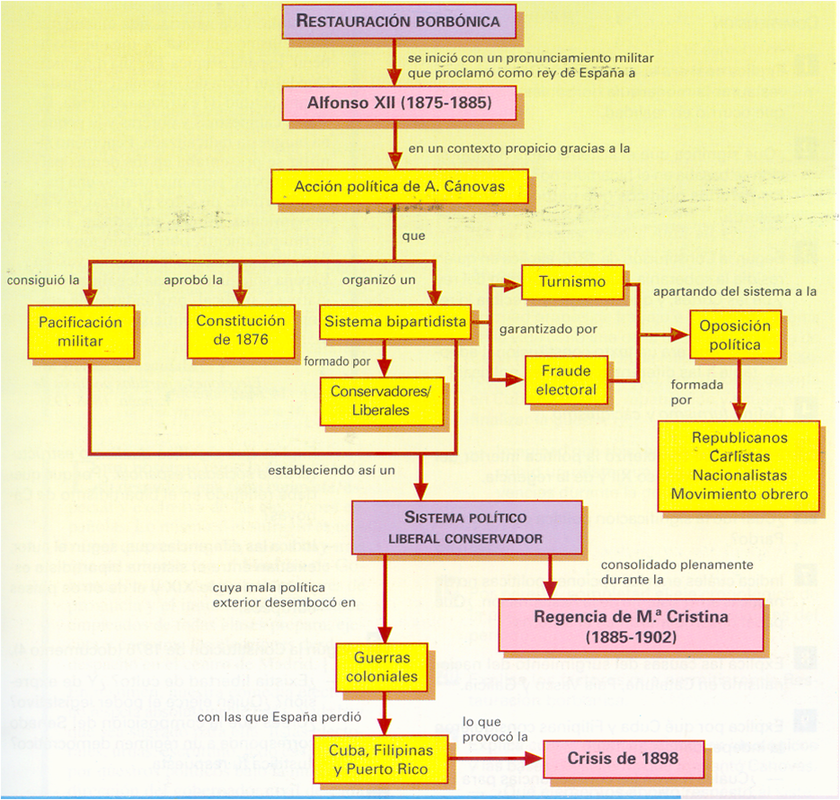 RESTAURACIÓN BORBÓNICA
se inició con un pronunciamiento militar
que proclamó como rey de España a
Alfonso XII (1875-1885)
en un contexto propicio gracias a la
Acción política de A. Cánovas
que
consiguió la
aprobó la
organizó un
Pacificación
militar
Constitución
de 1876
Sistema bipartidista
formado por
Conservadores/
Liberales
garantizado por
Turnismo
Fraude
electoral
apartando del sistema a la
Oposición
política
formada
por
Republicanos
Carlistas
Nacionalistas
Movimiento obrero
estableciendo así un
SISTEMA POLÍTICO
LIBERAL CONSERVADOR
cuya mala política
exterior desembocó en
consolidado plenamente
durante la
Regencia de M.ª Cristina
(1885-1902)
Guerras
coloniales
con las que España perdió
Cuba, Filipinas
y Puerto Rico
lo que
provocó la
Crisis de 1898